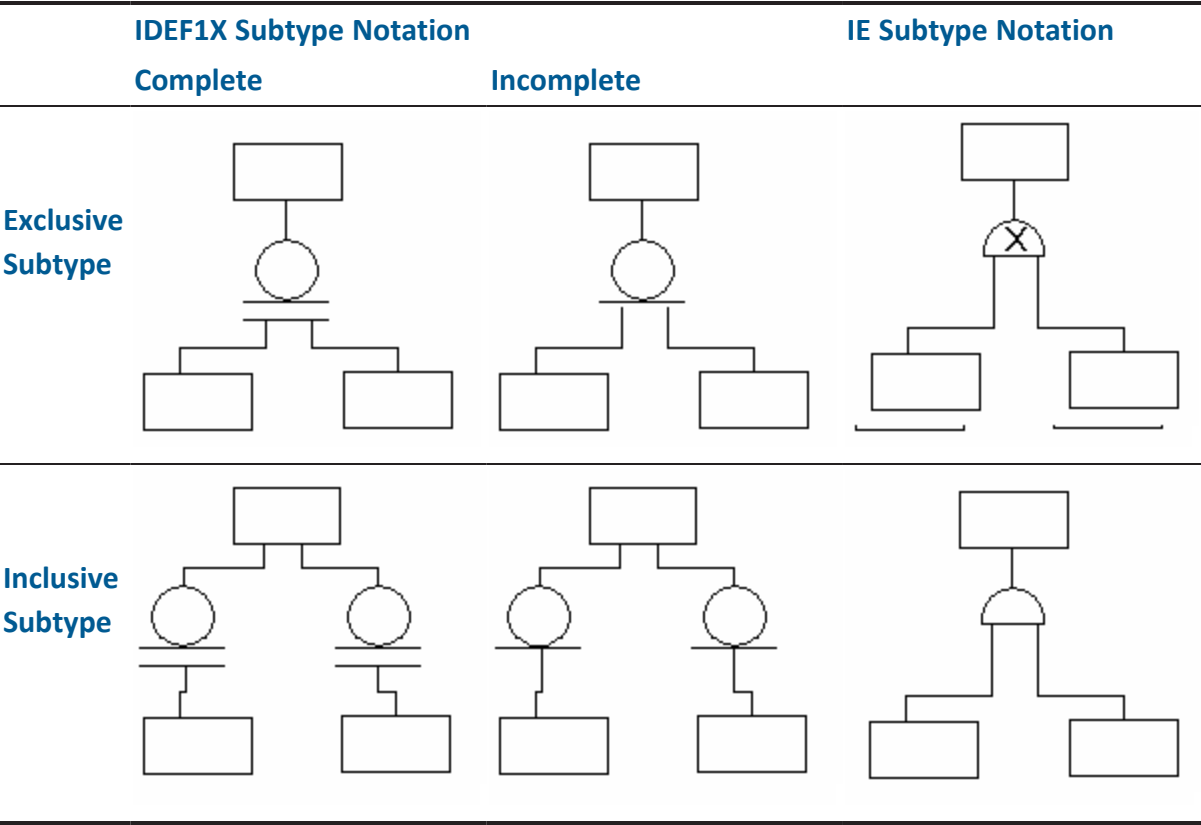 IDEF1X Subtype Notation IE Subtype Notation
Complete Incomplete
Exclusive
Subtype
X
Inclusive
Subtype